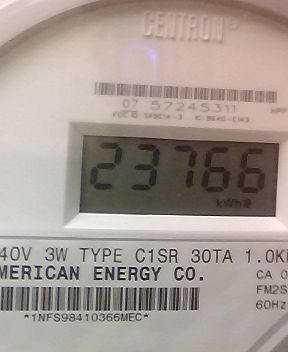 CENTRON®
07 57245311
23766
kWh
40V 3W TYPE C1SR 30TA 1.0K
MERICAN ENERGY CO.
CA 0
FM2S
60Hz
*1NFS98410366MEC*